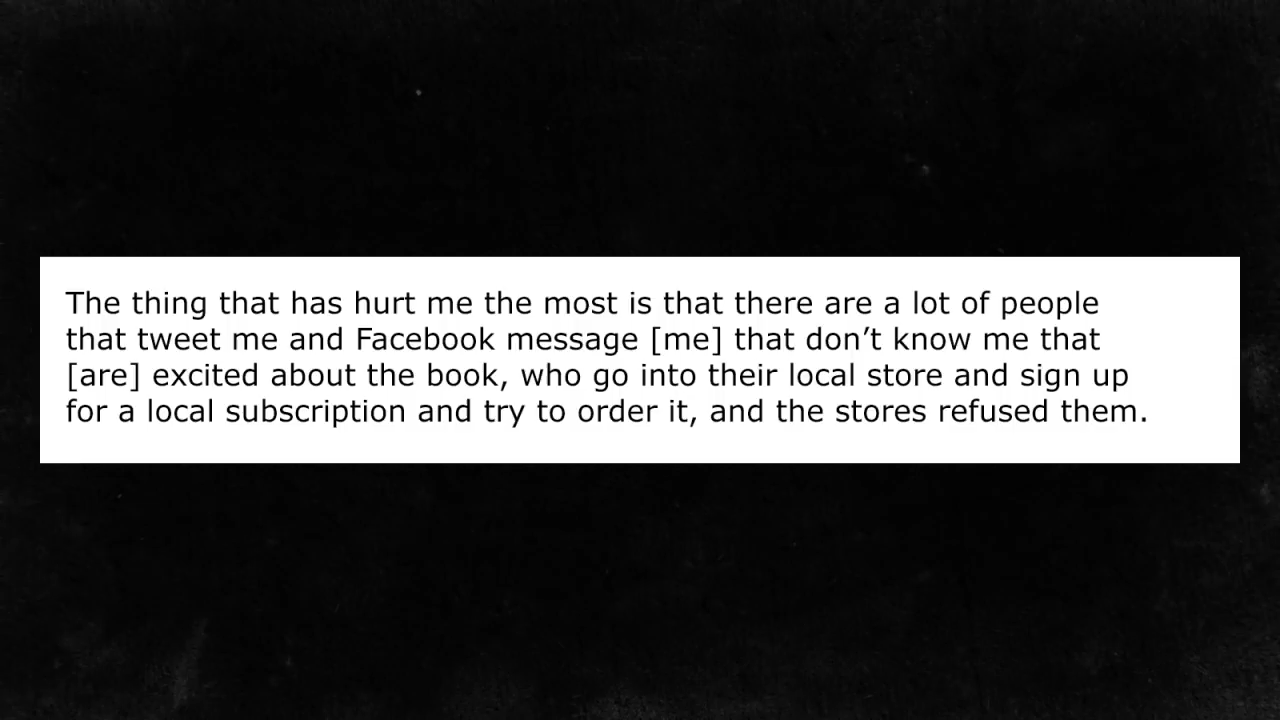 The thing that has hurt me the most is that there are a lot of people
that tweet me and Facebook message [me] that don’t know me that
[are] excited about the book, who go into their local store and sign up
for a local subscription and try to order it, and the stores refused them.